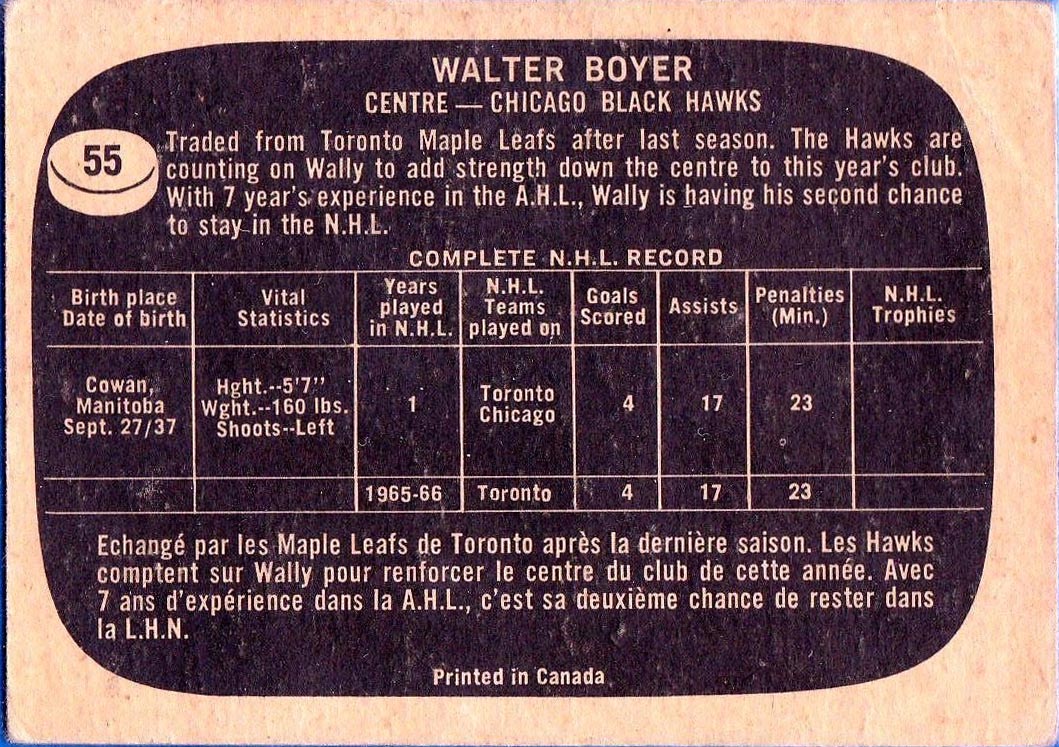 WALTER BOYER
CENTRE — CHICAGO BLACK HAWKS
55
Traded from Toronto Maple Leafs after last season. The Hawks are
counting on Wally to add strength down the centre to this year's club.
With 7 year's experience in the A.H.L., Wally is having his second chance
to stay in the N.H.L.
COMPLETE N.H.L. RECORD
Birth place
Date of birth
Vital
Statistics
Years
played
in N.H.L.
N.H.L.
Teams
played on
Goals
Scored
Assists
Penalties
(Min.)
N.H.L.
Trophies
Cowan,
Manitoba
Sept. 27/37
Hght.--5'7"
Wght.--160 lbs.
Shoots--Left
1
Toronto
Chicago
4
17
23
1965-66
Toronto
4
17
23
Echangé par les Maple Leafs de Toronto après la dernière saison. Les Hawks
comptent sur Wally pour renforcer le centre du club de cette année. Avec
7 ans d'expérience dans la A.H.L., c'est sa deuxième chance de rester dans
la L.H.N.
Printed in Canada